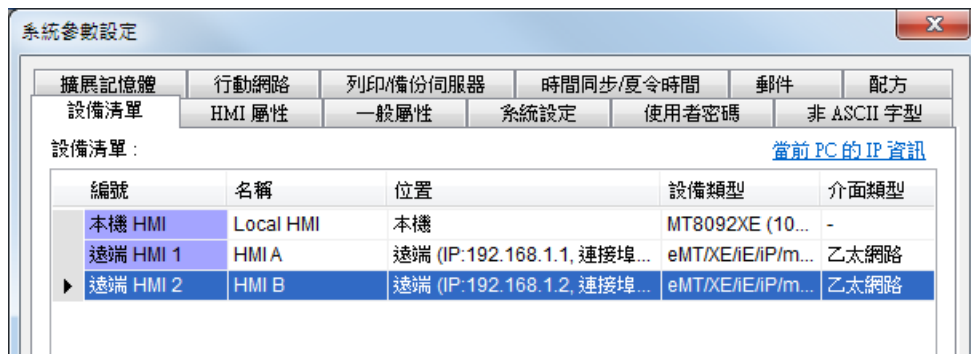 系統參數設定
擴展記憶體 行動網路 列印/備份伺服器 時間同步/夏令時間 郵件 配方
設備清單 HMI 屬性 一般屬性 系統設定 使用者密碼 非 ASCII 字型
設備清單 : 當前 PC 的 IP 資訊
編號 名稱 位置 設備類型 介面類型
本機 HMI Local HMI 本機 MT8092XE (10... -
遠端 HMI 1 HMI A 遠端 (IP:192.168.1.1, 連接埠... eMT/XE/iE/iP/m... 乙太網路
遠端 HMI 2 HMI B 遠端 (IP:192.168.1.2, 連接埠... eMT/XE/iE/iP/m... 乙太網路